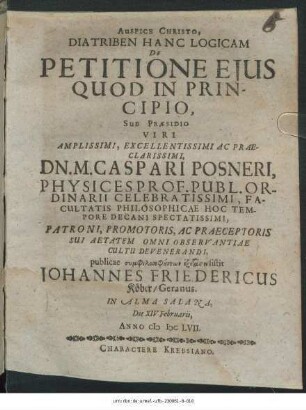 AUSPICE CHRISTO,
DIATRIBEN HANC LOGICAM
De
PETITIONE EJUS
QUOD IN PRIN-
CIPIO,
SUB PRÆSIDIO
VIRI
AMPLISSIMI, EXCELLENTISSIMI AC PRAE-
CLARISSIMI,
DN. M. CASPARI POSNERI,
PHYSICES PROF. PUBL. OR-
DINARII CELEBRATISSIMI, FA-
CULTATIS PHILOSOPHICAE HOC TEM-
PORE DECANI SPECTATISSIMI,
PATRONI, PROMOTORIS, AC PRAECEPTORIS
SUI AETATEM OMNI OBSERVANTIAE
CULTU DEVENERANDI,
publicae
JOHANNES FRIEDERICUS
Köber/Geranus.
IN ALMA SALANA,
Die XIV Februarii,
ANNO cIɔ Iɔc LVII.
CHARACTERE KREBSIANO.